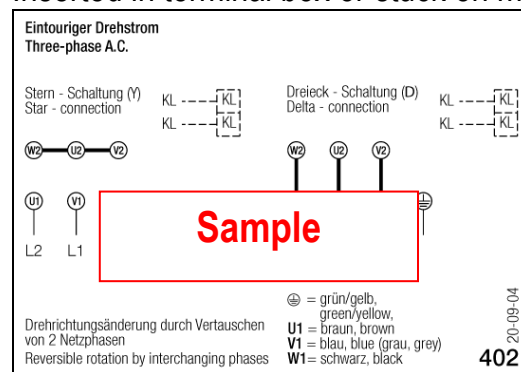 Eintouriger Drehstrom
Three-phase A.C.
Stern - Schaltung (Y)
Star - connection
KL ---- KL
KL ---- KL
Dreieck - Schaltung (D)
Delta - connection
KL ---- KL
KL ---- KL
W2 U2 V2
W2 U2 V2
U1 V1
L2 L1
Sample
= grün/gelb,
green/yellow,
U1 = braun, brown
V1 = blau, blue (grau, grey)
W1 = schwarz, black
Drehrichtungsänderung durch Vertauschen
von 2 Netzphasen
Reversible rotation by interchanging phases
402
20-09-04